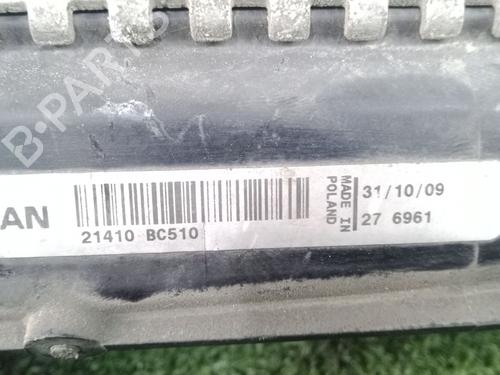 B-PARTS
AN
21410 BC510
MADE IN
POLAND
31/10/09
27 6961